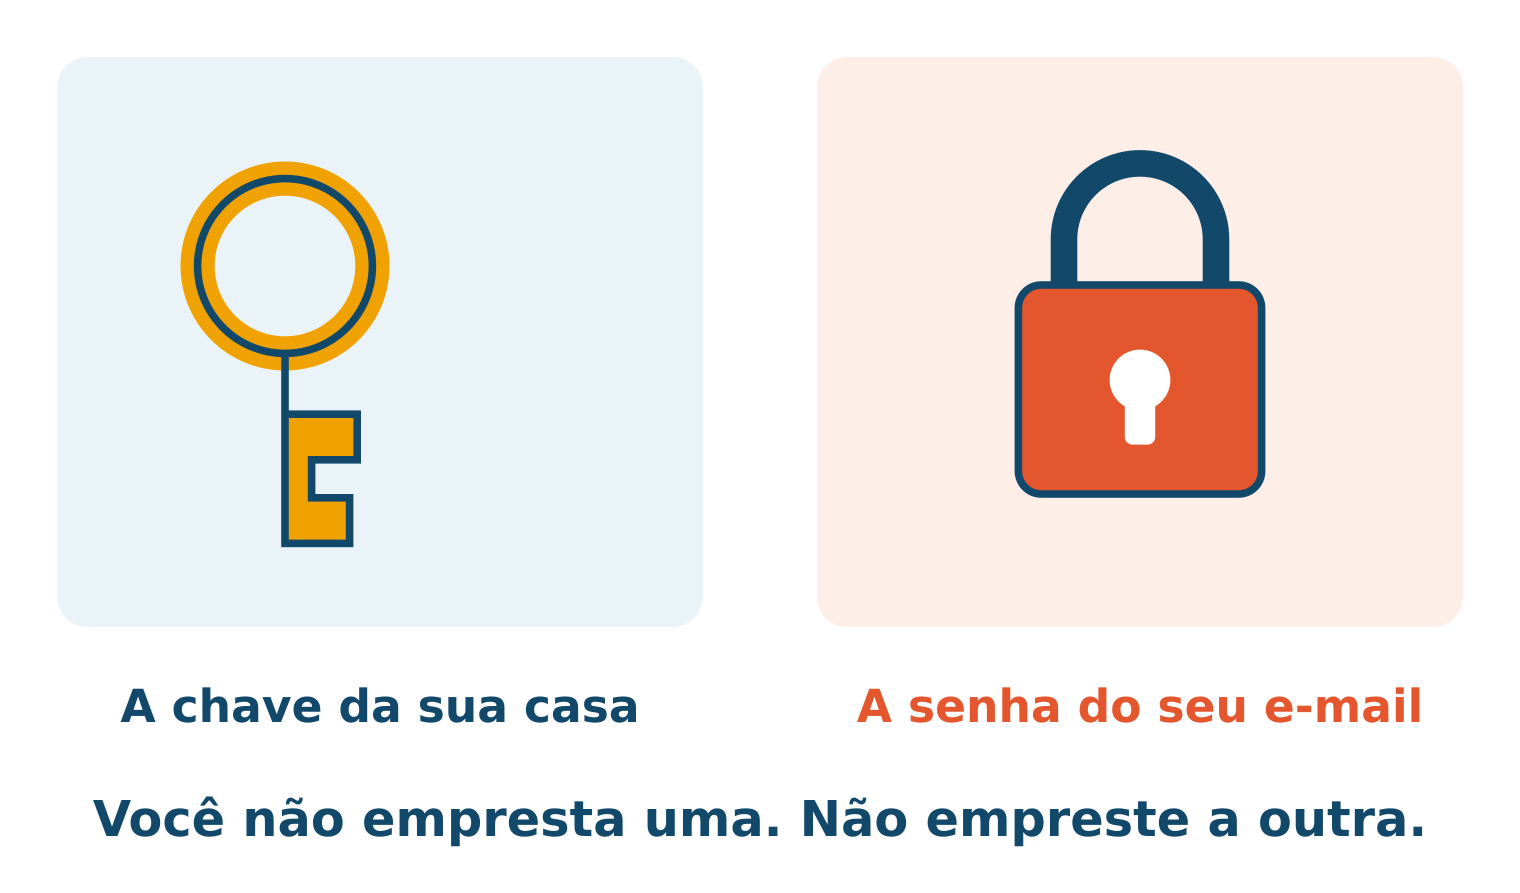 A chave da sua casa
A senha do seu e-mail
Você não empresta uma. Não empreste a outra.